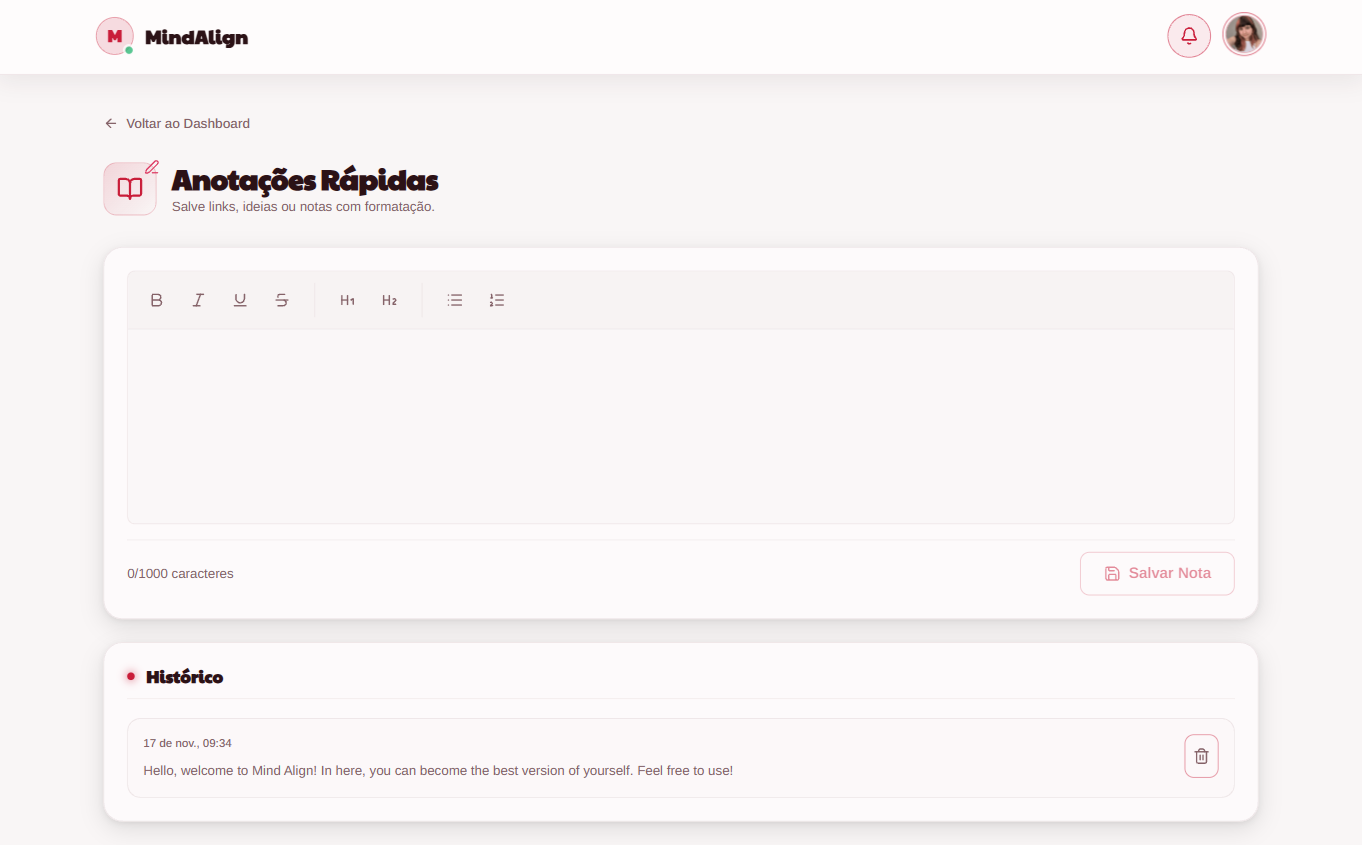 M MindAlign
Voltar ao Dashboard
Anotações Rápidas
Salve links, ideias ou notas com formatação.
B I U S H1 H2
0/1000 caracteres
Salvar Nota
Histórico
17 de nov., 09:34
Hello, welcome to Mind Align! In here, you can become the best version of yourself. Feel free to use!